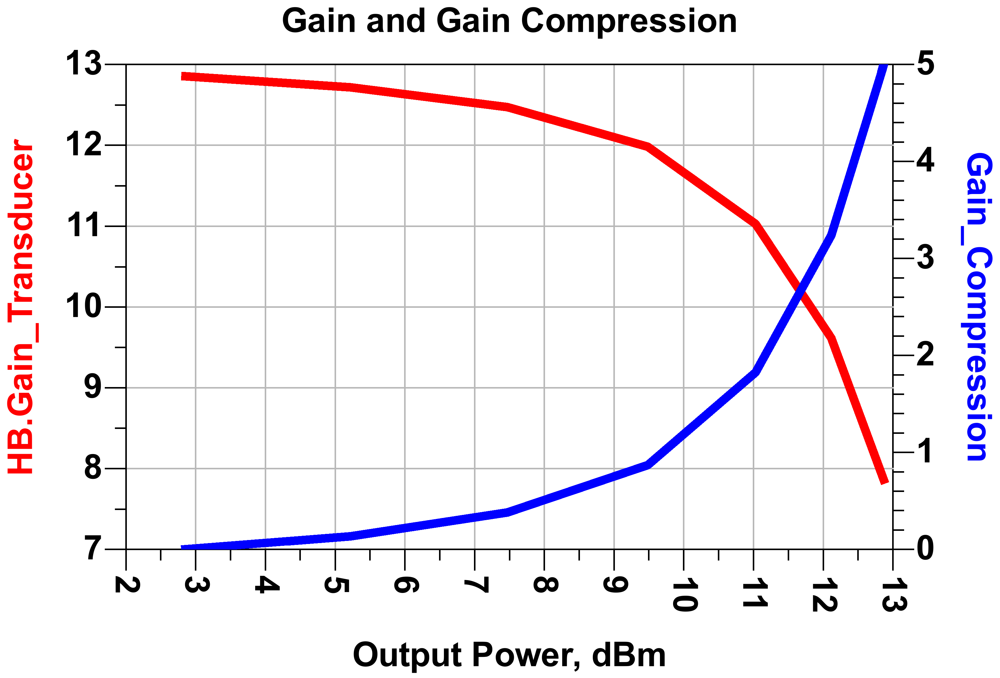 Gain and Gain Compression
13
12
11
10
9
8
7
HB.Gain_Transducer
5
4
3
2
1
0
Gain_Compression
2 3 4 5 6 7 8 9 10 11 12 13
Output Power, dBm